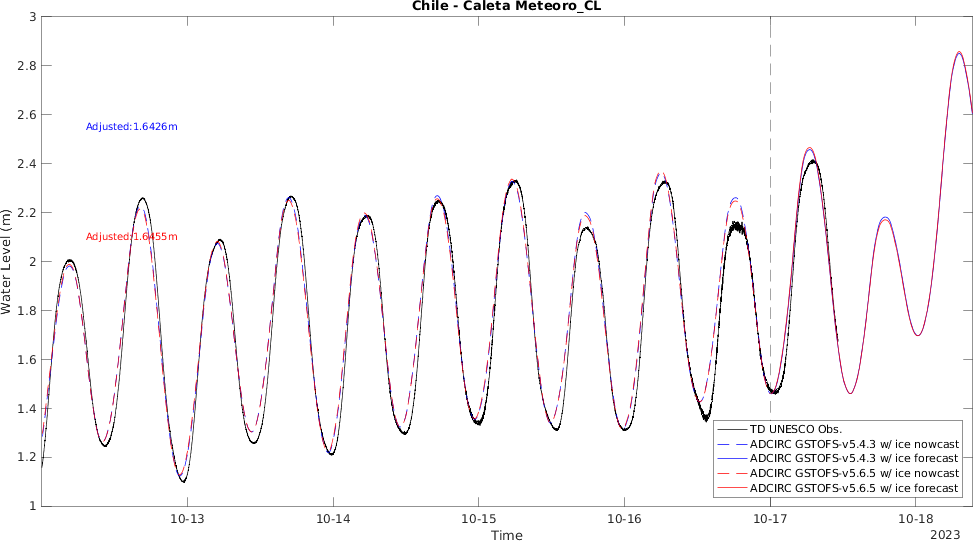 Chile - Caleta Meteoro_CL
3
2.8
2.6
2.4
2.2
2
1.8
1.6
1.4
1.2
1
Water Level (m)
Adjusted:1.6426m
Adjusted:1.6455m
TD UNESCO Obs.
ADCIRC GSTOFS-v5.4.3 w/ ice nowcast
ADCIRC GSTOFS-v5.4.3 w/ ice forecast
ADCIRC GSTOFS-v5.6.5 w/ ice nowcast
ADCIRC GSTOFS-v5.6.5 w/ ice forecast
10-13 10-14 10-15 10-16 10-17 10-18
Time
2023